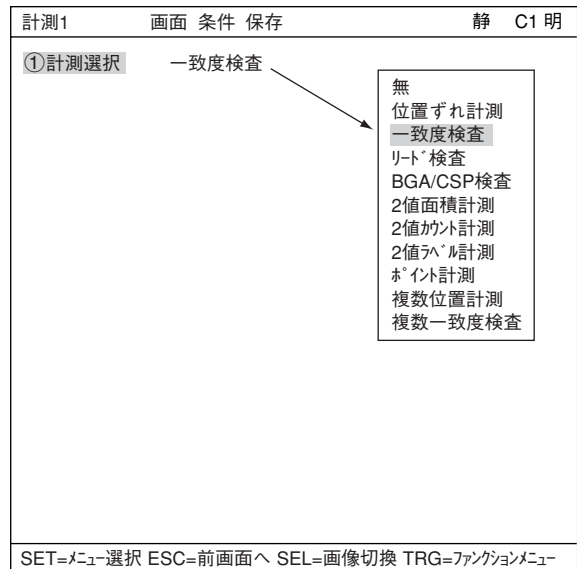 計測1 画面 条件 保存 静 C1 明
①計測選択 一致度検査
無
位置ずれ計測
一致度検査
ﾘｰﾄﾞ検査
BGA/CSP検査
2値面積計測
2値ｶｳﾝﾄ計測
2値ﾗﾍﾞﾙ計測
ﾎﾟｲﾝﾄ計測
複数位置計測
複数一致度検査
SET=ﾒﾆｭｰ選択 ESC=前画面へ SEL=画像切換 TRG=ﾌｧﾝｸｼｮﾝﾒﾆｭｰ